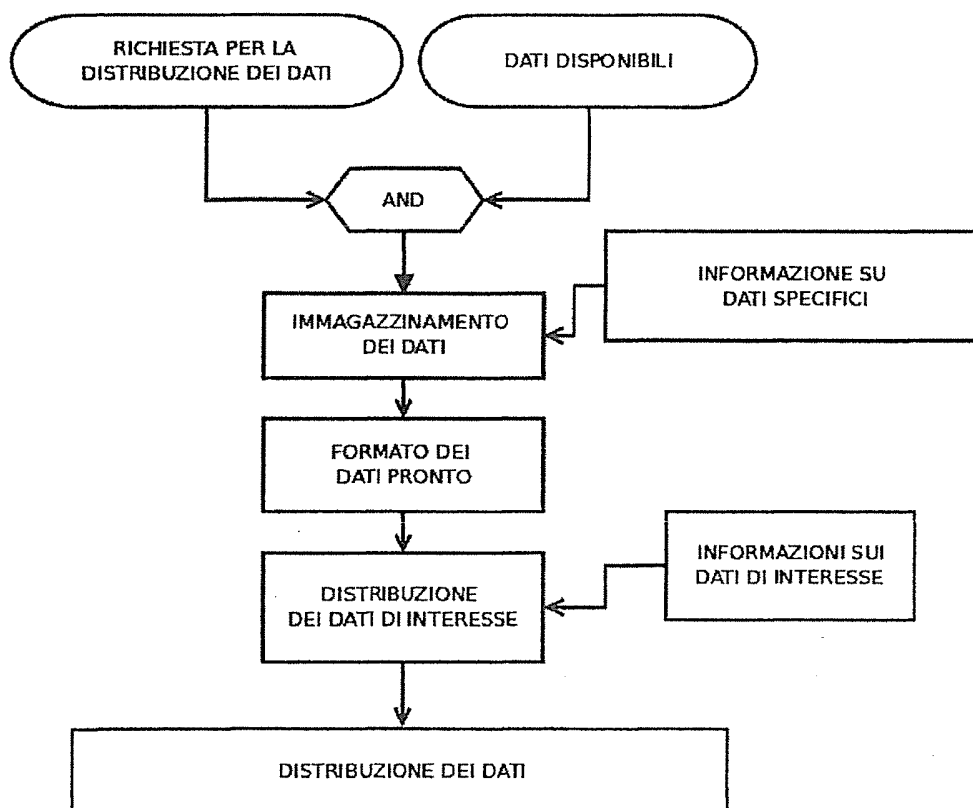 RICHIESTA PER LA
DISTRIBUZIONE DEI DATI
DATI DISPONIBILI
AND
INFORMAZIONE SU
DATI SPECIFICI
IMMAGAZZINAMENTO
DEI DATI
FORMATO DEI
DATI PRONTO
INFORMAZIONI SUI
DATI DI INTERESSE
DISTRIBUZIONE
DEI DATI DI INTERESSE
DISTRIBUZIONE DEI DATI